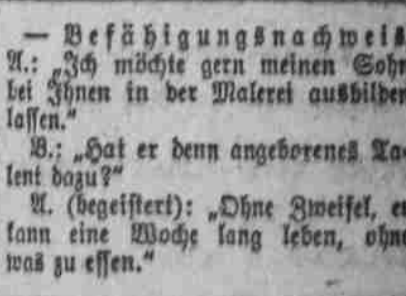 — Befähigungsnachweis
A.: „Ich möchte gern meinen Sohn
bei Ihnen in der Malerei ausbilden
lassen.“
B.: „Hat er denn angeborenes Ta-
lent dazu?“
A. (begeistert): „Ohne Zweifel, er
kann eine Woche lang leben, ohne
was zu essen.“